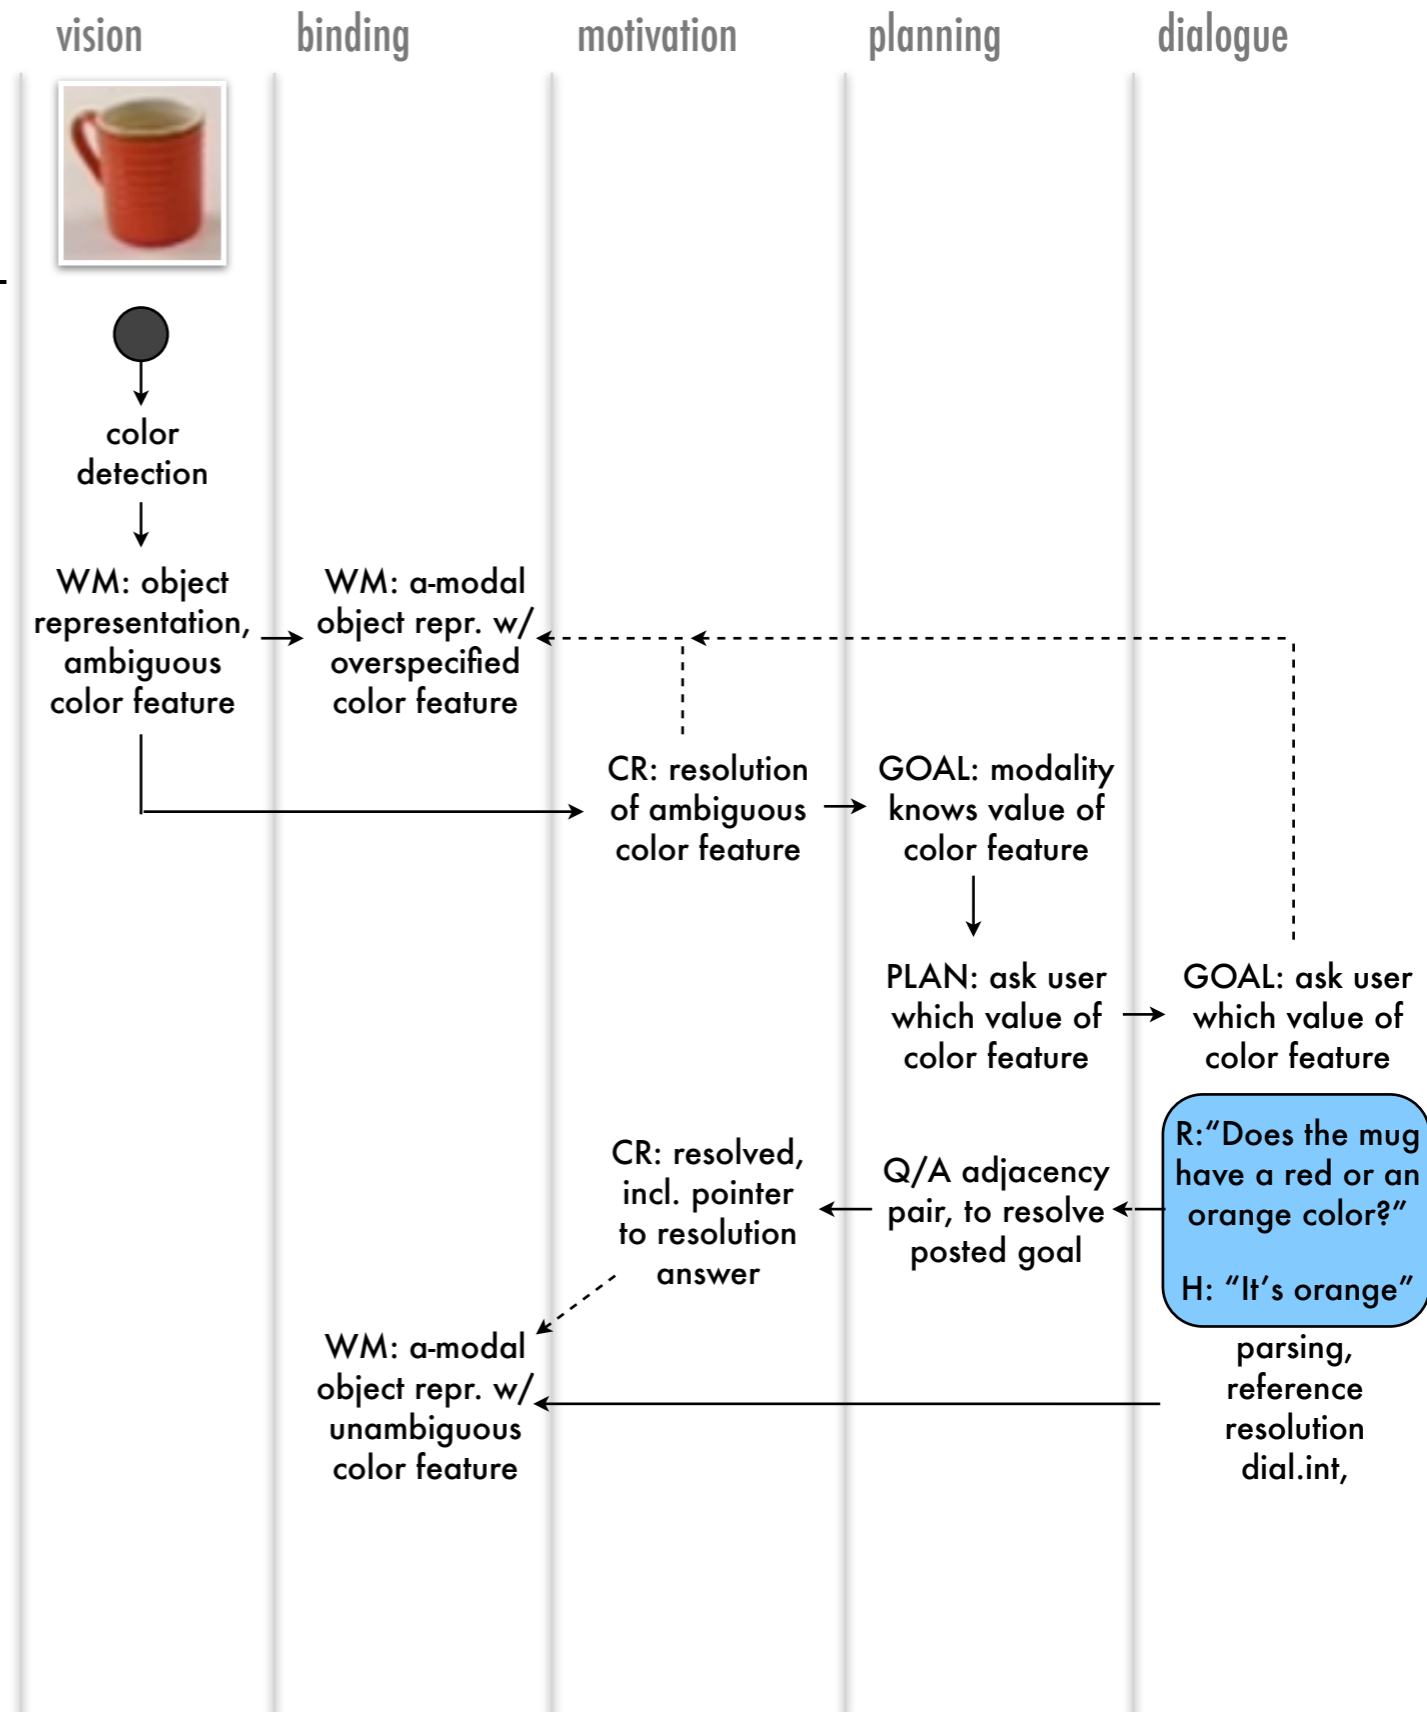 vision
binding
motivation
planning
dialogue
color
detection
WM: object
representation,
ambiguous
color feature
WM: a-modal
object repr. w/
overspecified
color feature
CR: resolution
of ambiguous
color feature
GOAL: modality
knows value of
color feature
PLAN: ask user
which value of
color feature
GOAL: ask user
which value of
color feature
R:“Does the mug
have a red or an
orange color?”
H: “It’s orange”
Q/A adjacency
pair, to resolve
posted goal
CR: resolved,
incl. pointer
to resolution
answer
WM: a-modal
object repr. w/
unambiguous
color feature
parsing,
reference
resolution
dial.int,